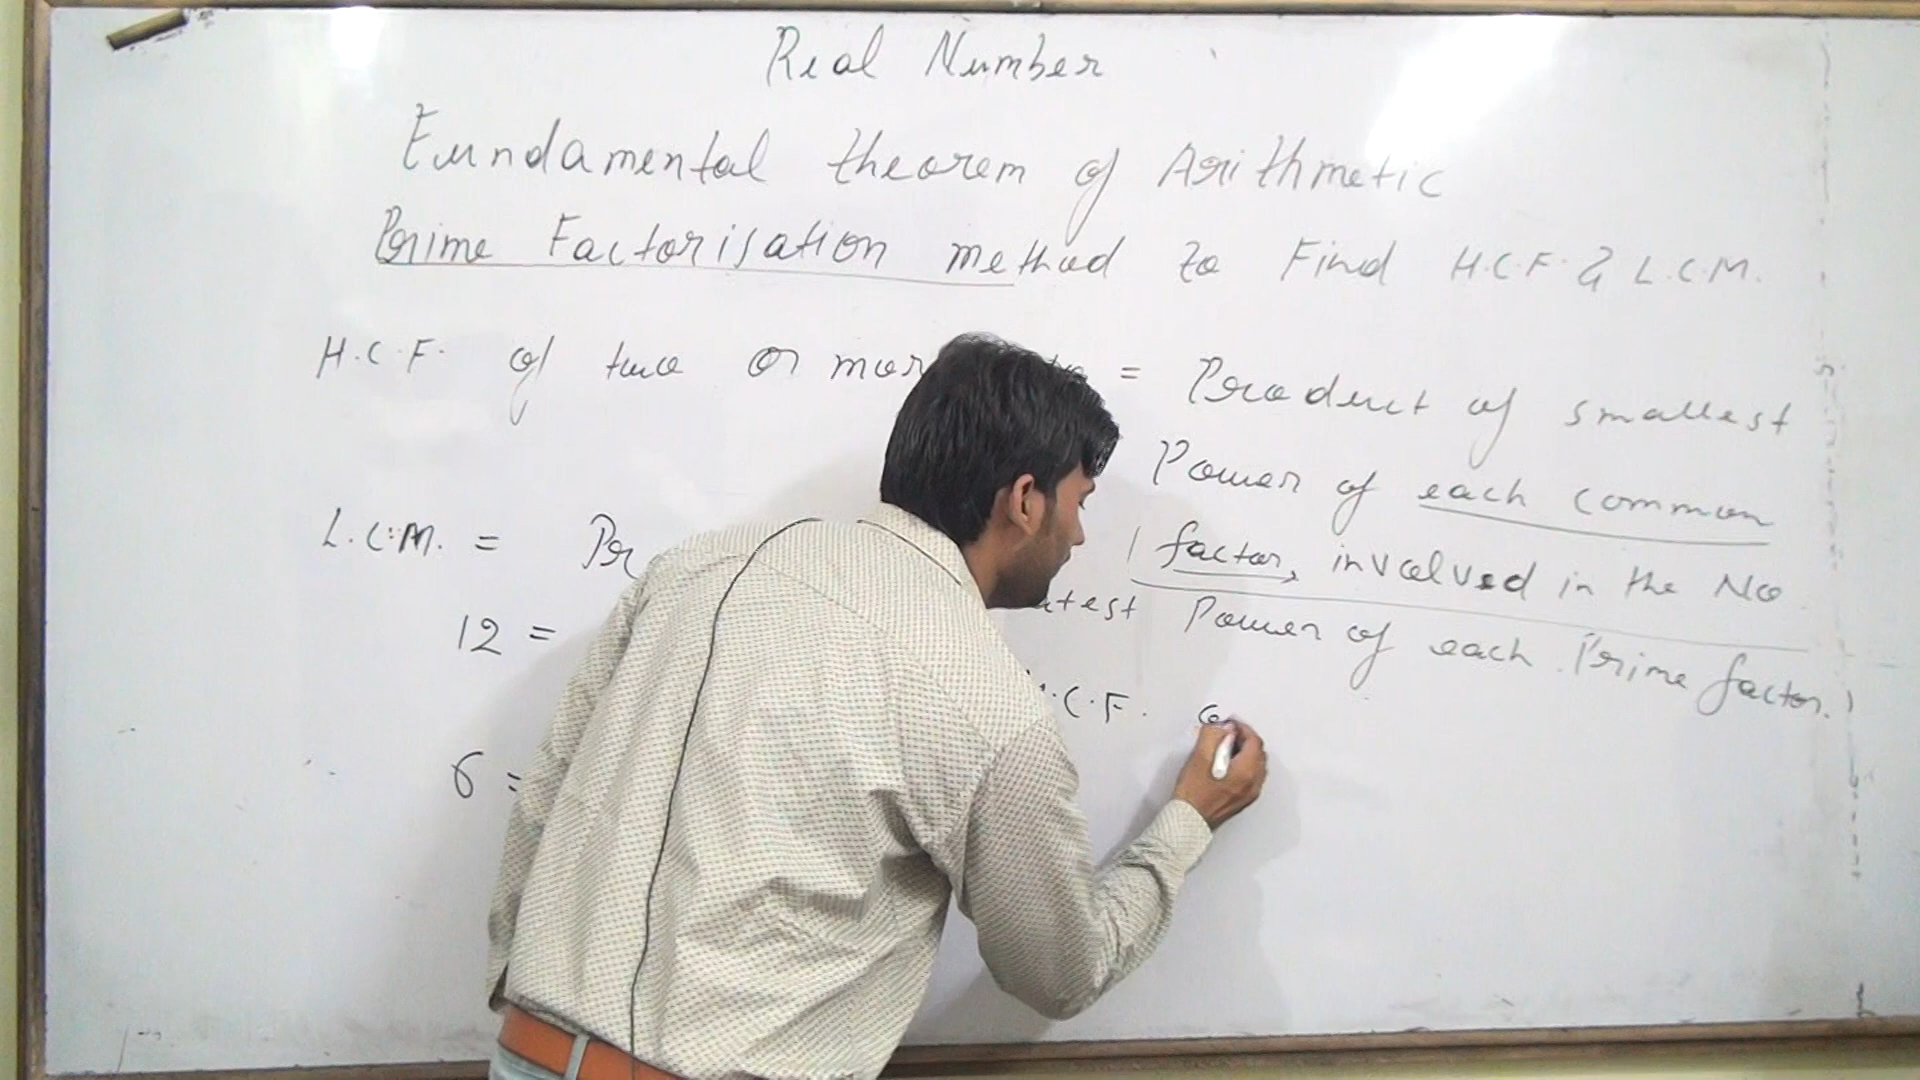 Real Number
Fundamental theorem of Arithmetic
Prime Factorisation method to Find H.C.F. & L.C.M.
H.C.F. of two or mor = Product of smallest
Power of each common
factor, involved in the No.
L.C.M. = Pr atest Power of each Prime factor.
12 =
.C.F.
6 =